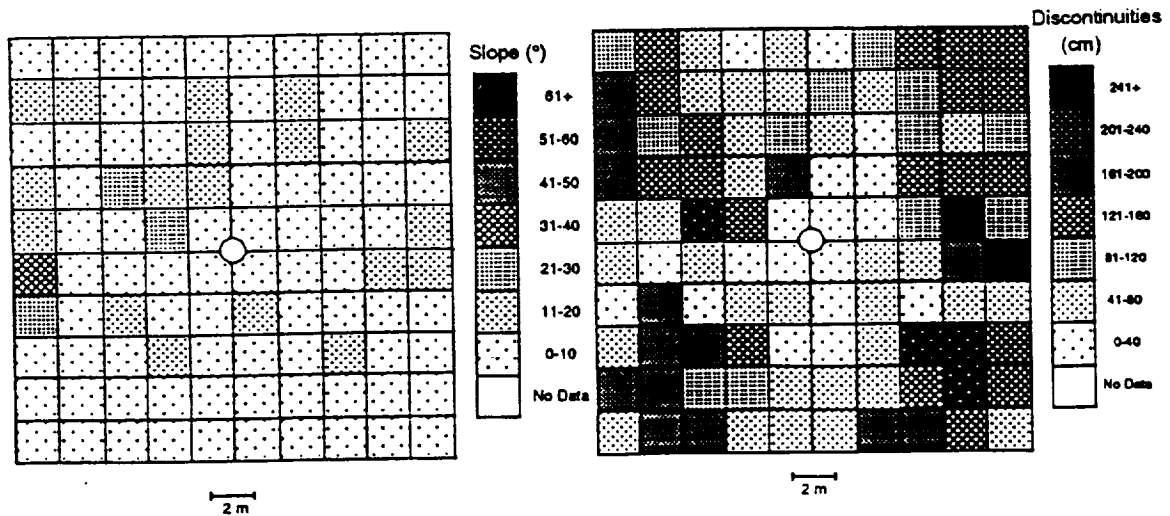 Slope (°)
61+
51-60
41-50
31-40
21-30
11-20
0-10
No Data
2 m
Discontinuities
(cm)
241+
201-240
161-200
121-160
81-120
41-80
0-40
No Data
2 m